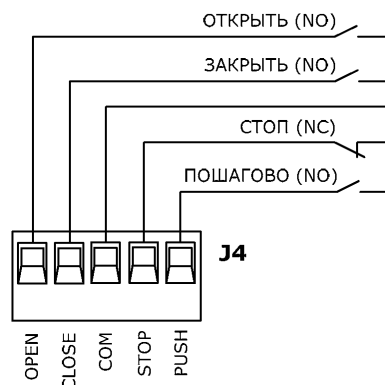 ОТКРЫТЬ (NO)
ЗАКРЫТЬ (NO)
СТОП (NC)
ПОШАГОВО (NO)
J4
OPEN
CLOSE
COM
STOP
PUSH